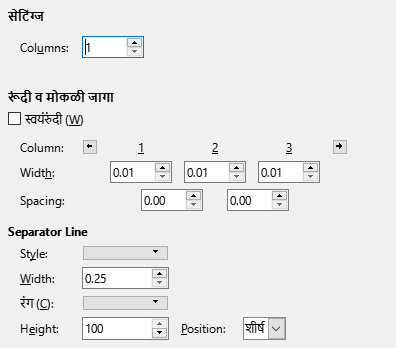 सेटिंग्ज
Columns: 1
रूंदी व मोकळी जागा
स्वयंरुंदी (W)
Column: 1 2 3
Width: 0.01 0.01 0.01
Spacing: 0.00 0.00
Separator Line
Style:
Width: 0.25
रंग (C):
Height: 100 Position: शीर्ष